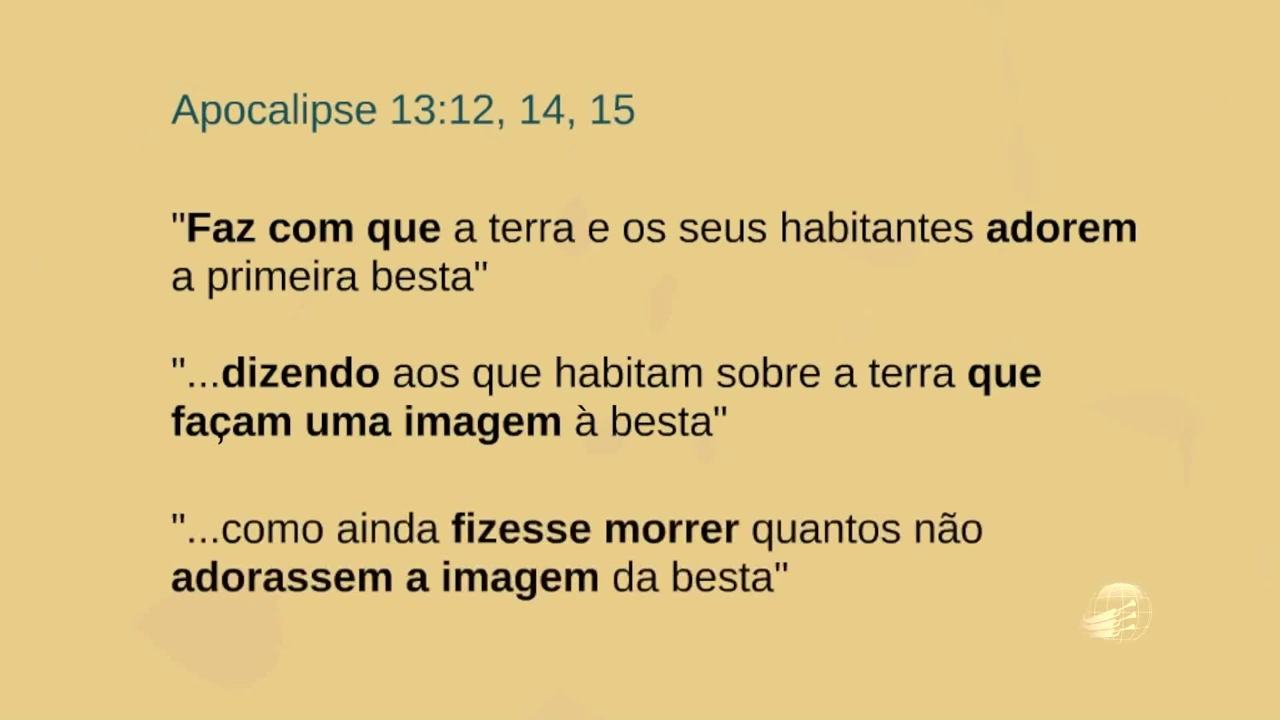 Apocalipse 13:12, 14, 15
"Faz com que a terra e os seus habitantes adorem
a primeira besta"
"...dizendo aos que habitam sobre a terra que
façam uma imagem à besta"
"...como ainda fizesse morrer quantos não
adorassem a imagem da besta"